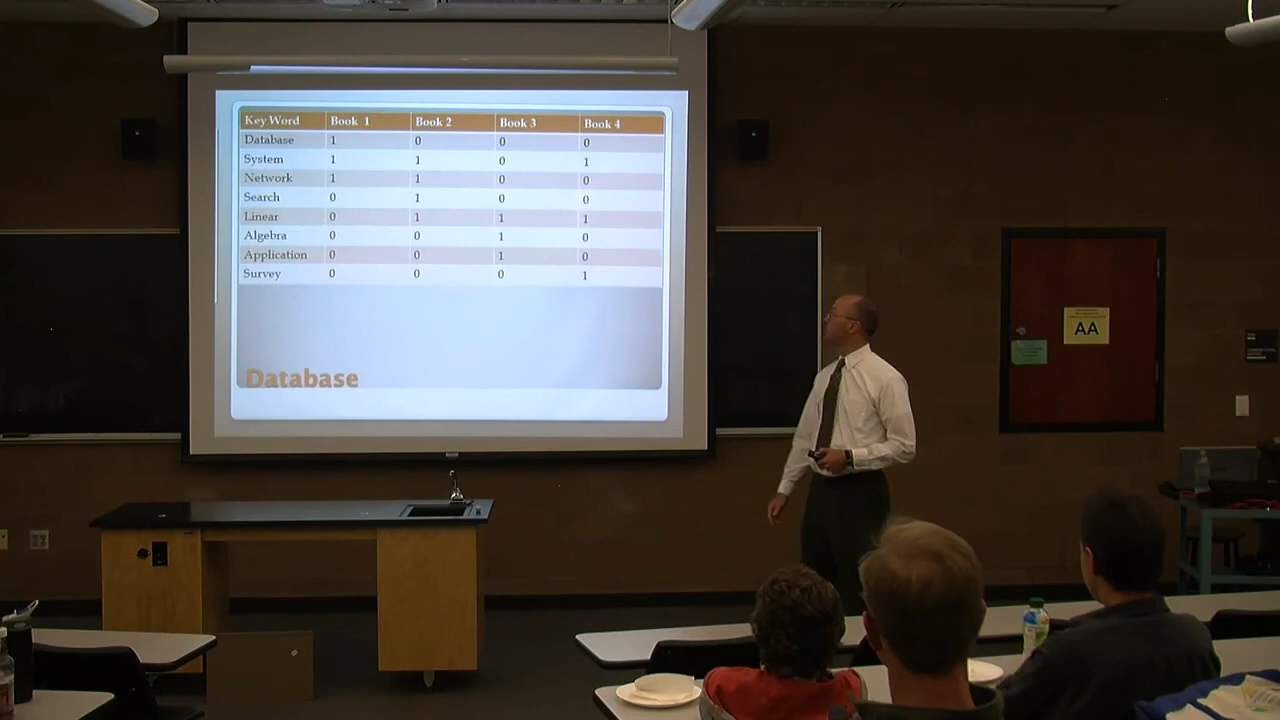 Key Word Book 1 Book 2 Book 3 Book 4
Database 1 0 0 0
System 1 1 0 1
Network 1 1 0 0
Search 0 1 0 0
Linear 0 1 1 1
Algebra 0 0 1 0
Application 0 0 1 0
Survey 0 0 0 1
Database
AA